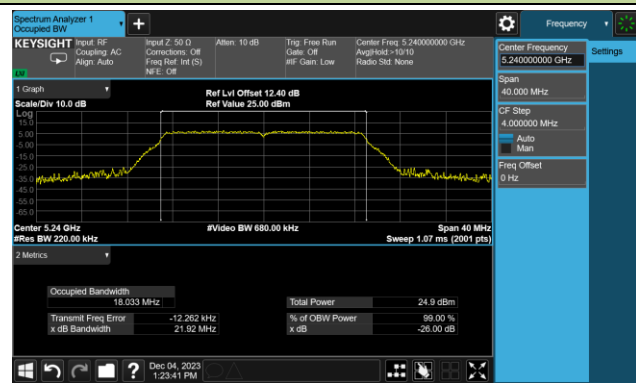 Spectrum Analyzer 1
Occupied BW
+
Frequency
KEYSIGHT
Input: RF
Coupling: AC
Align: Auto
Input Z: 50 Ω
Corrections: Off
Freq Ref: Int (S)
NFE: Off
Atten: 10 dB
Trig: Free Run
Gate: Off
#IF Gain: Low
Center Freq: 5.240000000 GHz
Avg|Hold:>10/10
Radio Std: None
Center Frequency
5.240000000 GHz
Settings
Span
40.000 MHz
CF Step
4.000000 MHz
Auto
Man
Freq Offset
0 Hz
1 Graph
Scale/Div 10.0 dB
Ref Lvl Offset 12.40 dB
Ref Value 25.00 dBm
Log
15.0
5.00
-5.00
-15.0
-25.0
-35.0
-45.0
-55.0
-65.0
Center 5.24 GHz
#Video BW 680.00 kHz
Span 40 MHz
#Res BW 220.00 kHz
Sweep 1.07 ms (2001 pts)
2 Metrics
Occupied Bandwidth
18.033 MHz
Total Power 24.9 dBm
Transmit Freq Error -12.262 kHz
% of OBW Power 99.00 %
x dB Bandwidth 21.92 MHz
x dB -26.00 dB
?
Dec 04, 2023
1:23:41 PM